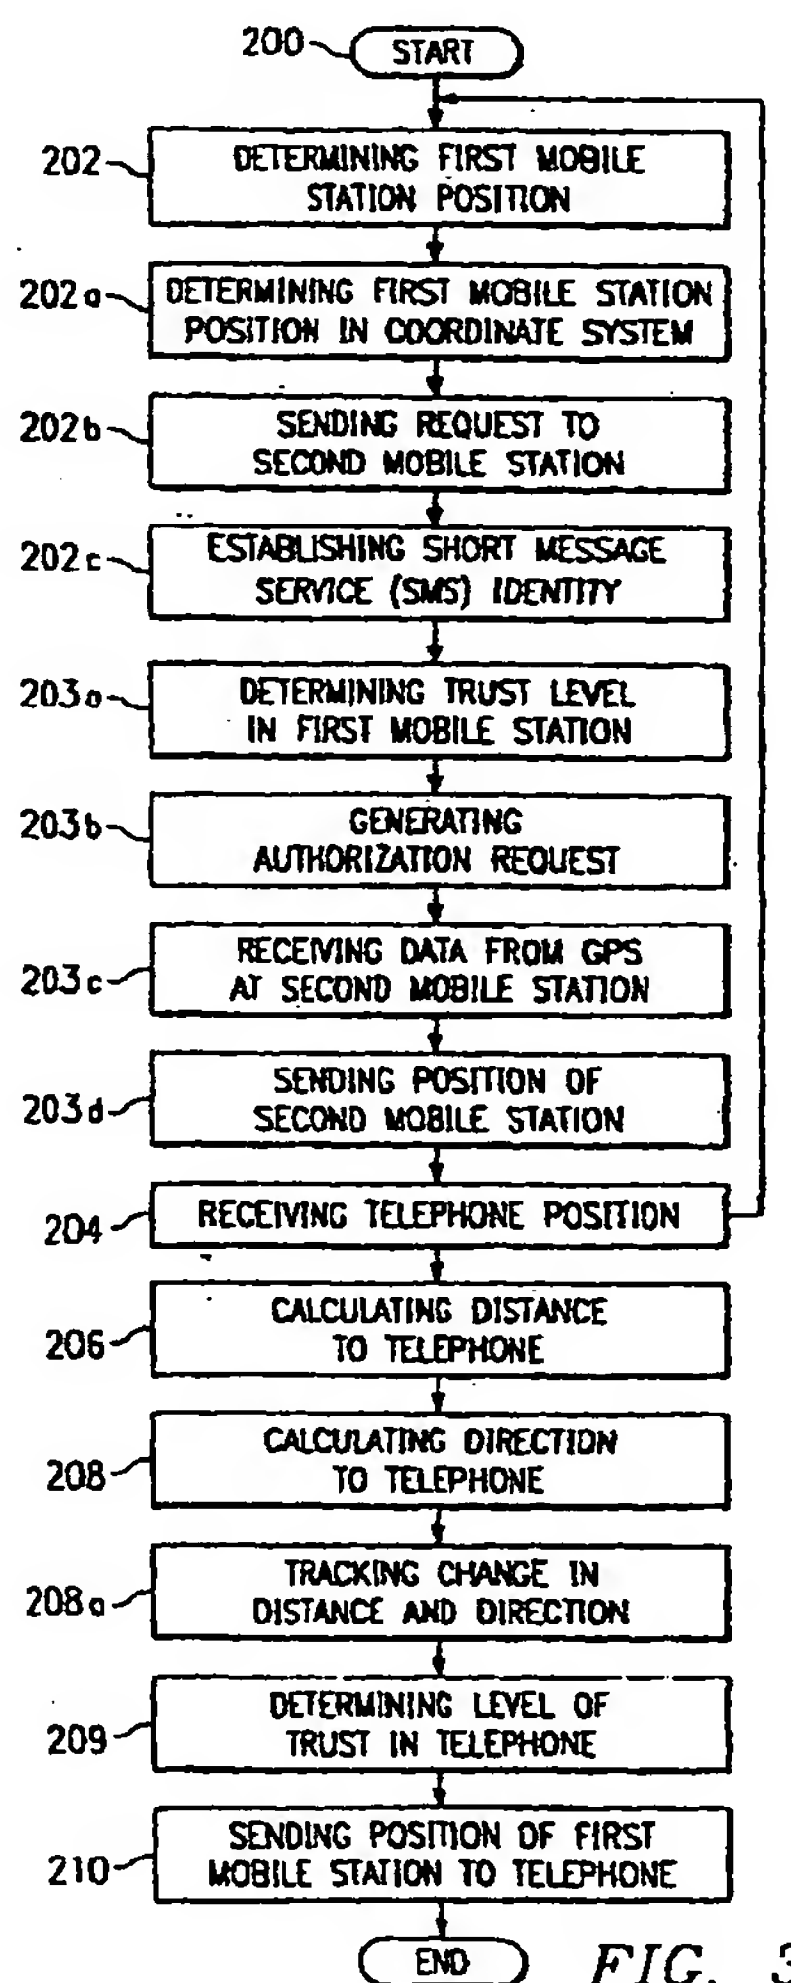 200 START
202 DETERMINING FIRST MOBILE
STATION POSITION
202a DETERMINING FIRST MOBILE STATION
POSITION IN COORDINATE SYSTEM
202b SENDING REQUEST TO
SECOND MOBILE STATION
202c ESTABLISHING SHORT MESSAGE
SERVICE (SMS) IDENTITY
203a DETERMINING TRUST LEVEL
IN FIRST MOBILE STATION
203b GENERATING
AUTHORIZATION REQUEST
203c RECEIVING DATA FROM GPS
AT SECOND MOBILE STATION
203d SENDING POSITION OF
SECOND MOBILE STATION
204 RECEIVING TELEPHONE POSITION
206 CALCULATING DISTANCE
TO TELEPHONE
208 CALCULATING DIRECTION
TO TELEPHONE
208a TRACKING CHANGE IN
DISTANCE AND DIRECTION
209 DETERMINING LEVEL OF
TRUST IN TELEPHONE
210 SENDING POSITION OF FIRST
MOBILE STATION TO TELEPHONE
END
FIG. 3